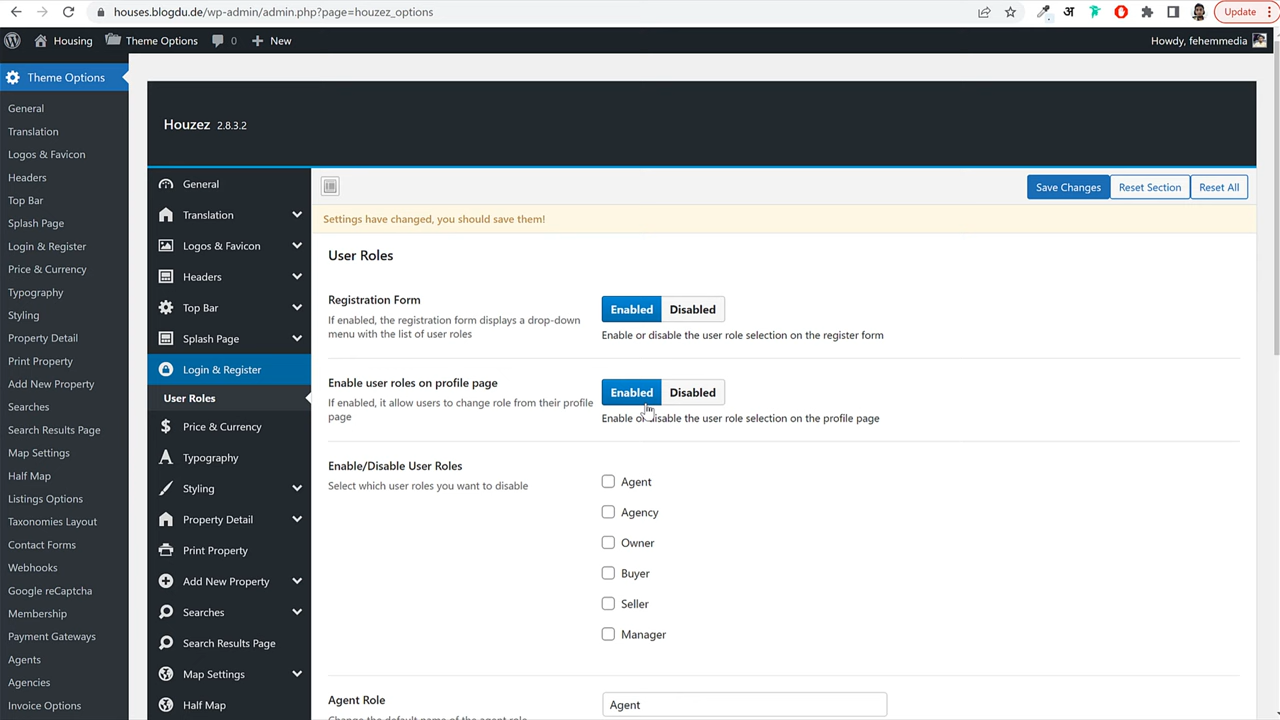 houses.blogdu.de/wp-admin/admin.php?page=houzez_options
अ
Update
Housing
Theme Options
0
New
Howdy, fehemmedia
Theme Options
General
Translation
Logos & Favicon
Headers
Top Bar
Splash Page
Login & Register
Price & Currency
Typography
Styling
Property Detail
Print Property
Add New Property
Searches
Search Results Page
Map Settings
Half Map
Listings Options
Taxonomies Layout
Contact Forms
Webhooks
Google reCaptcha
Membership
Payment Gateways
Agents
Agencies
Invoice Options
Houzez 2.8.3.2
General
Translation
Logos & Favicon
Headers
Top Bar
Splash Page
Login & Register
User Roles
Price & Currency
Typography
Styling
Property Detail
Print Property
Add New Property
Searches
Search Results Page
Map Settings
Half Map
Save Changes
Reset Section
Reset All
Settings have changed, you should save them!
User Roles
Registration Form
If enabled, the registration form displays a drop-down
menu with the list of user roles
Enabled
Disabled
Enable or disable the user role selection on the register form
Enable user roles on profile page
If enabled, it allow users to change role from their profile
page
Enabled
Disabled
Enable or disable the user role selection on the profile page
Enable/Disable User Roles
Select which user roles you want to disable
Agent
Agency
Owner
Buyer
Seller
Manager
Agent Role
Change the default name of the agent role
Agent